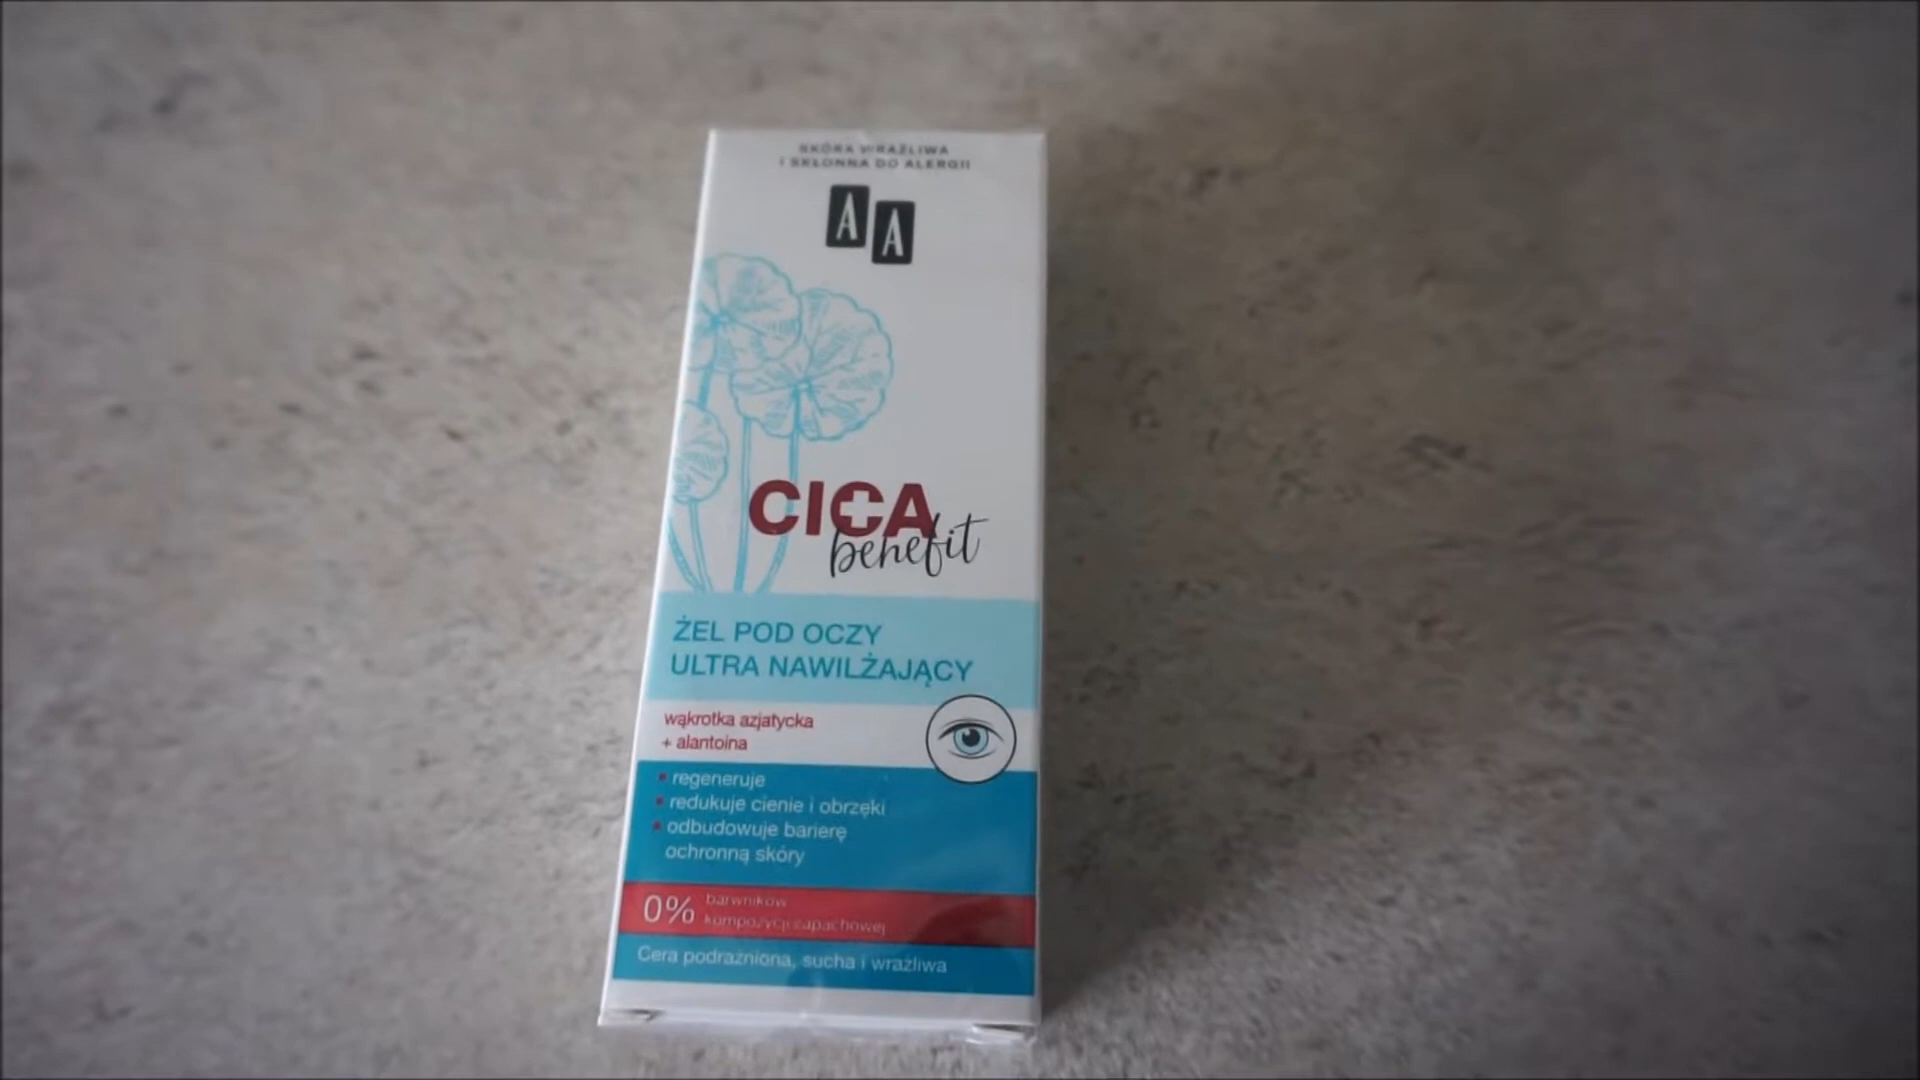 SKÓRA WRAŻLIWA
I SKŁONNA DO ALERGII
AA
CICA
benefit
ŻEL POD OCZY
ULTRA NAWILŻAJĄCY
wąkrotka azjatycka
+ alantoina
regeneruje
redukuje cienie i obrzęki
odbudowuje barierę
ochronną skóry
0% barwników
kompozycji zapachowej
Cera podrażniona, sucha i wrażliwa